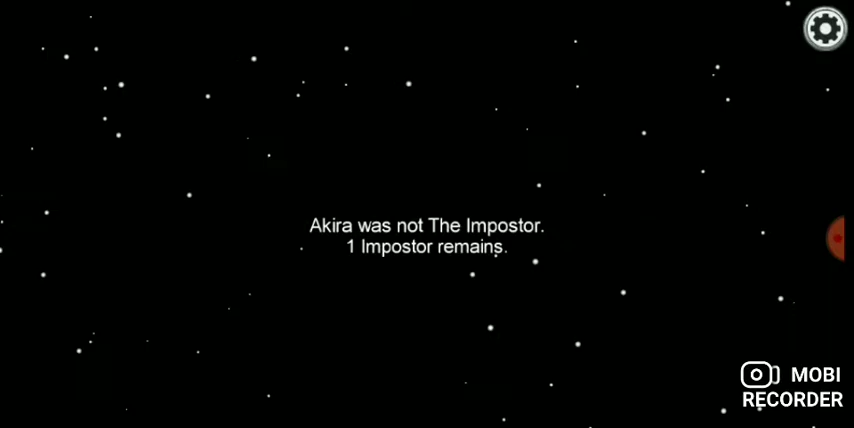 Akira was not The Impostor.
1 Impostor remains.
MOBI
RECORDER